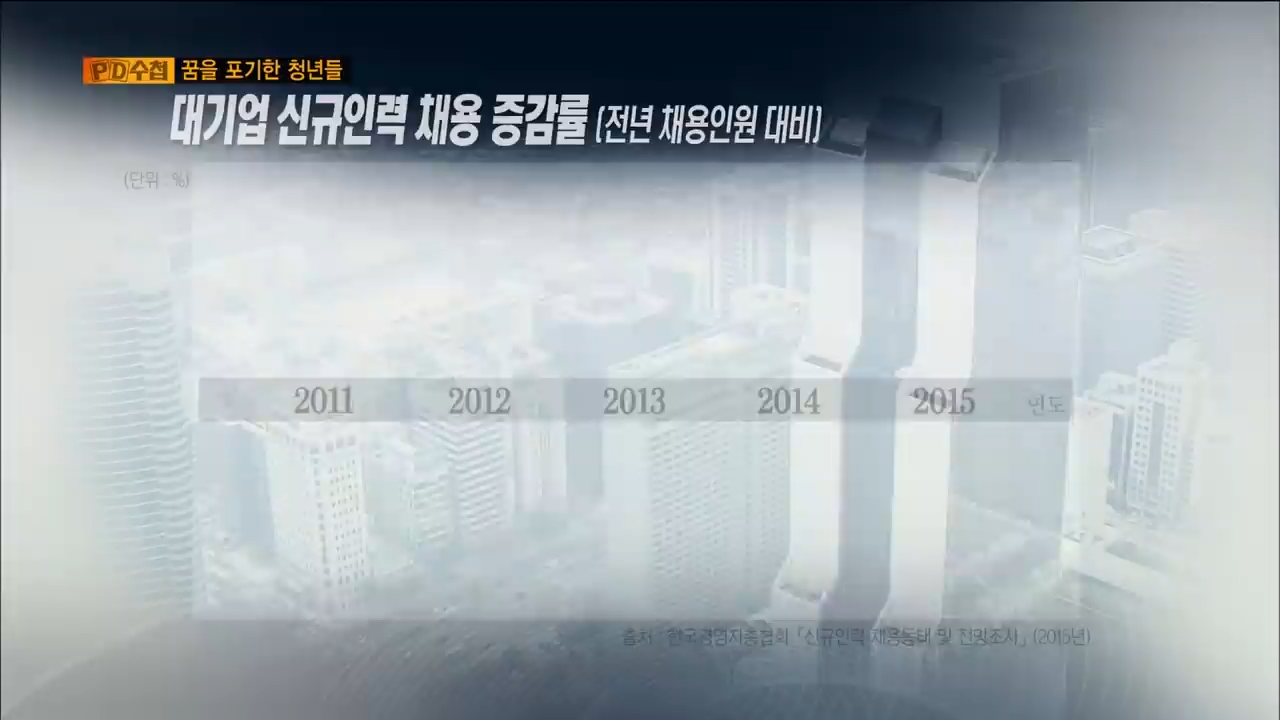 PD수첩 꿈을 포기한 청년들
대기업 신규인력 채용 증감률 (전년 채용인원 대비)
(단위 : %)
2011 2012 2013 2014 2015 연도
출처 : 한국경영자총협회 「신규인력 채용동태 및 전망조사」 (2015년)